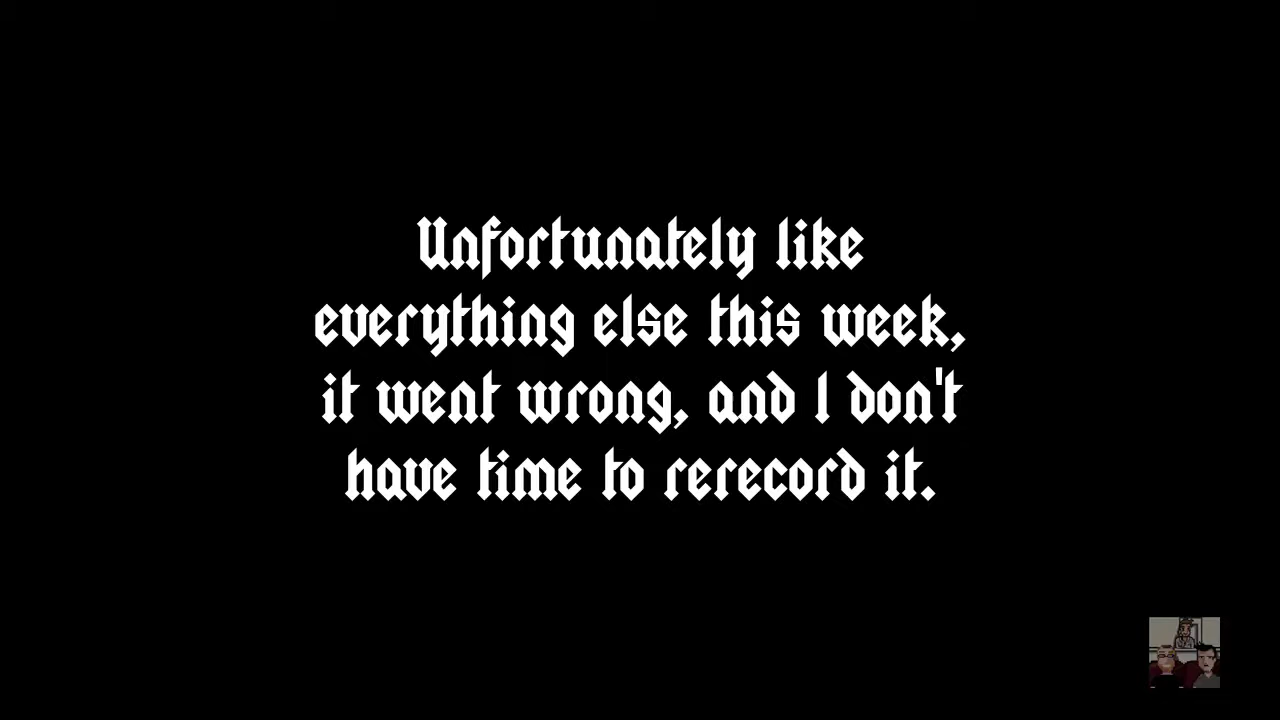 Unfortunately like
everything else this week,
it went wrong, and I don't
have time to rerecord it.